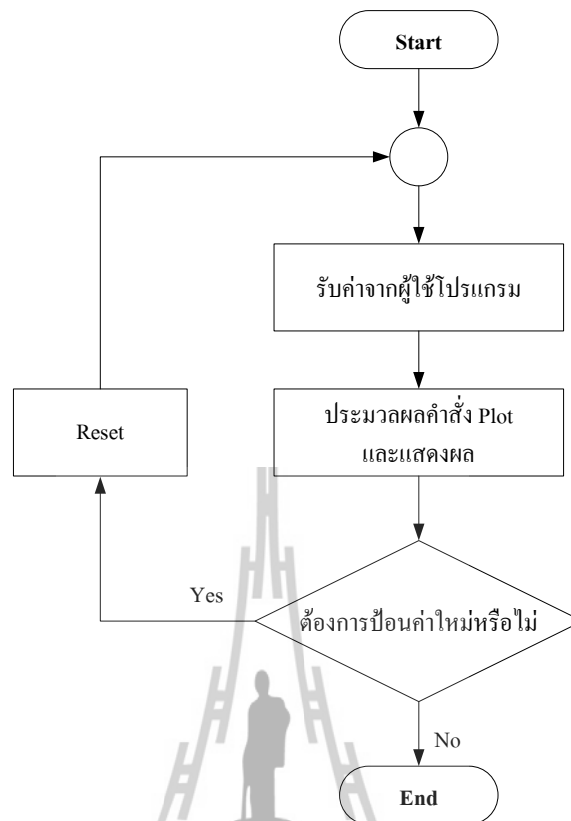 Start
รับค่าจากผู้ใช้โปรแกรม
ประมวลผลคำสั่ง Plot
และแสดงผล
Reset
Yes
ต้องการป้อนค่าใหม่หรือไม่
No
End